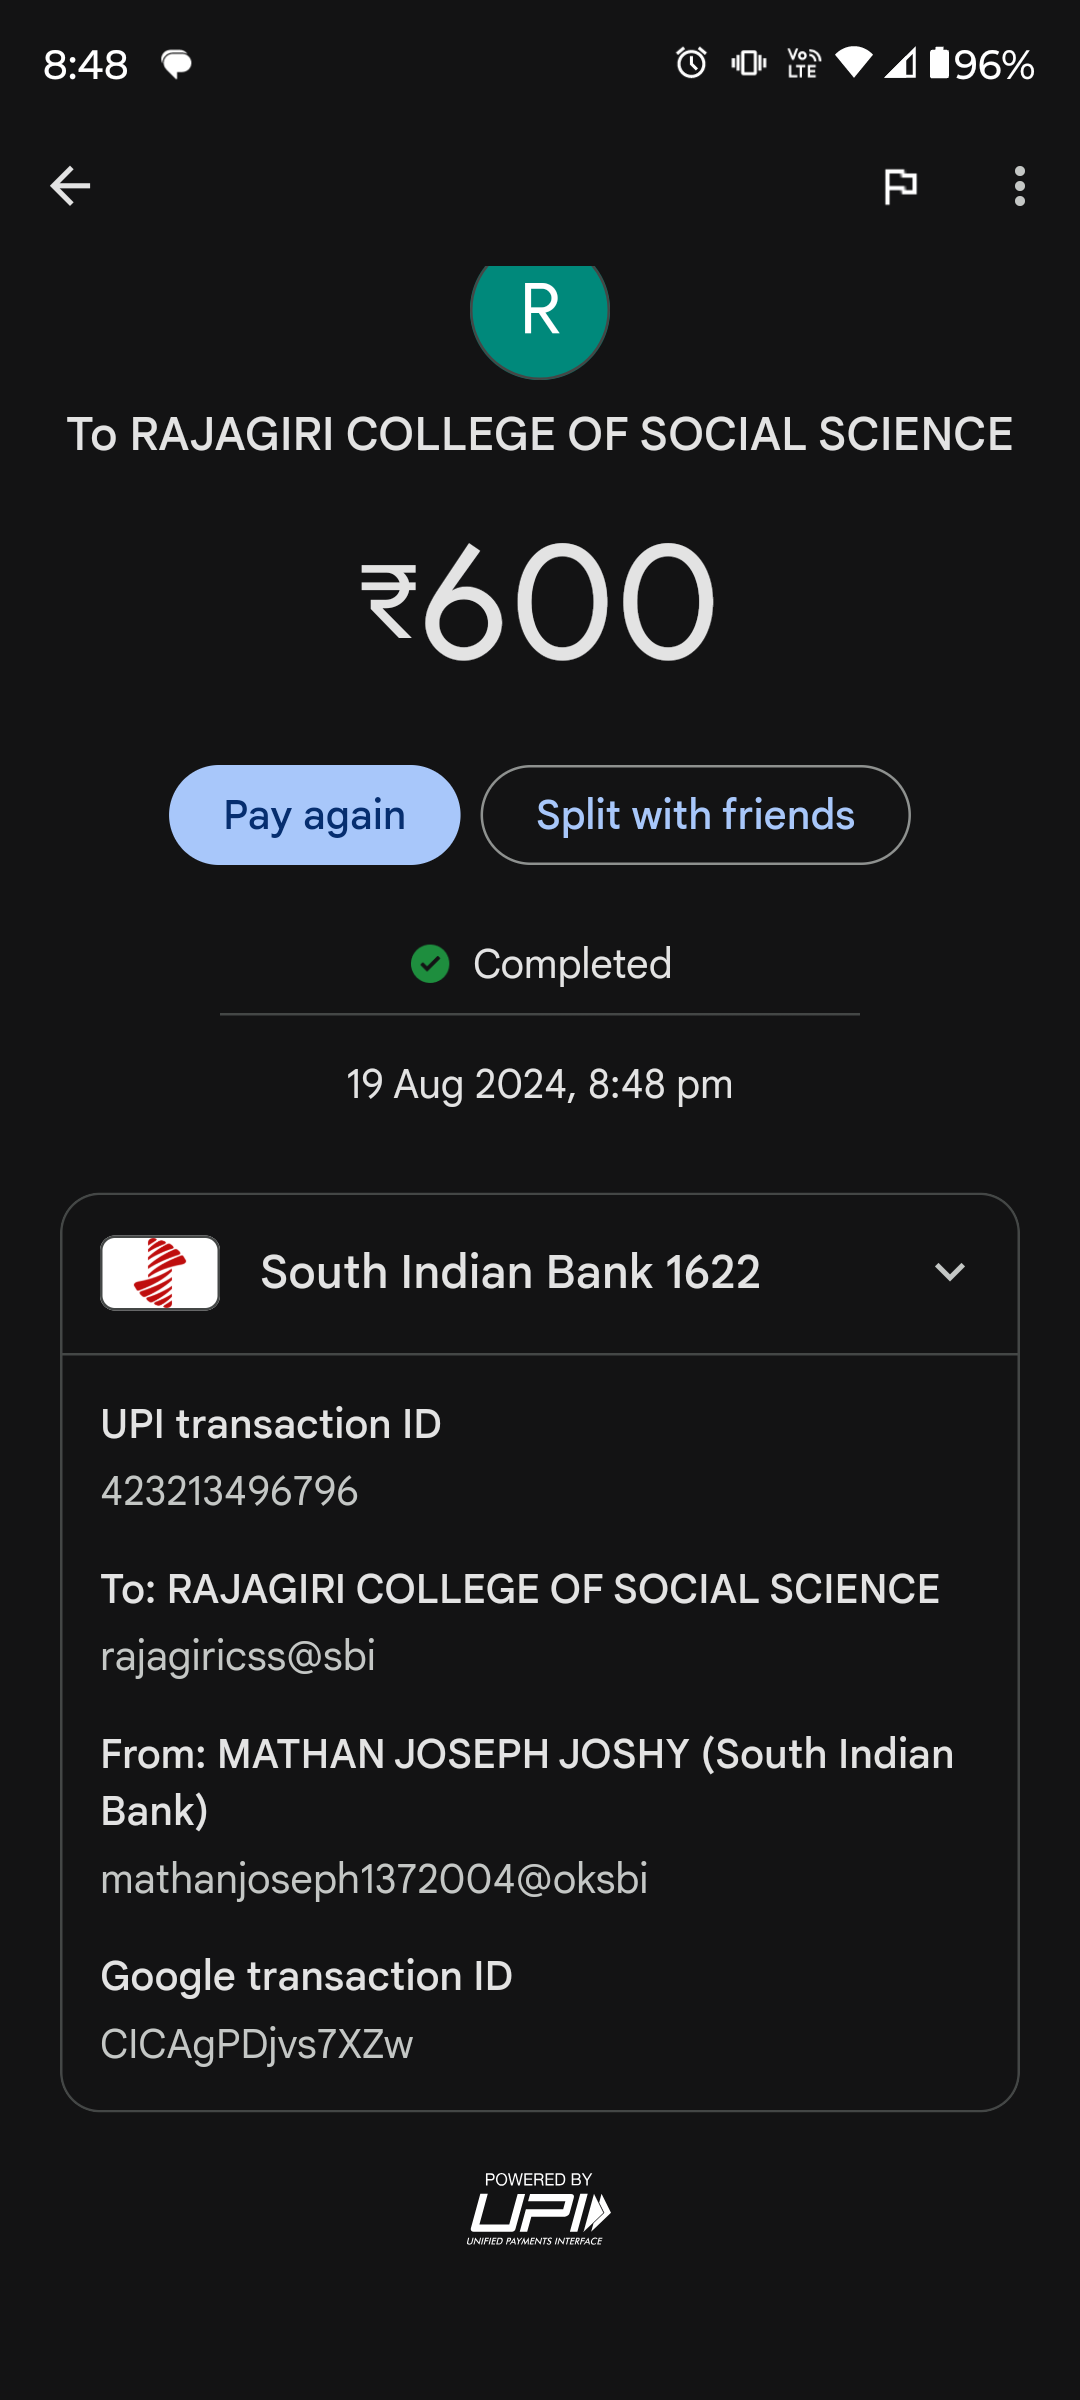 8:48
Vo
LTE
96%
R
To RAJAGIRI COLLEGE OF SOCIAL SCIENCE
₹600
Pay again
Split with friends
Completed
19 Aug 2024, 8:48 pm
South Indian Bank 1622
UPI transaction ID
423213496796
To: RAJAGIRI COLLEGE OF SOCIAL SCIENCE
rajagiricss@sbi
From: MATHAN JOSEPH JOSHY (South Indian
Bank)
mathanjoseph1372004@oksbi
Google transaction ID
CICAgPDjvs7XZw
POWERED BY
UPI
UNIFIED PAYMENTS INTERFACE